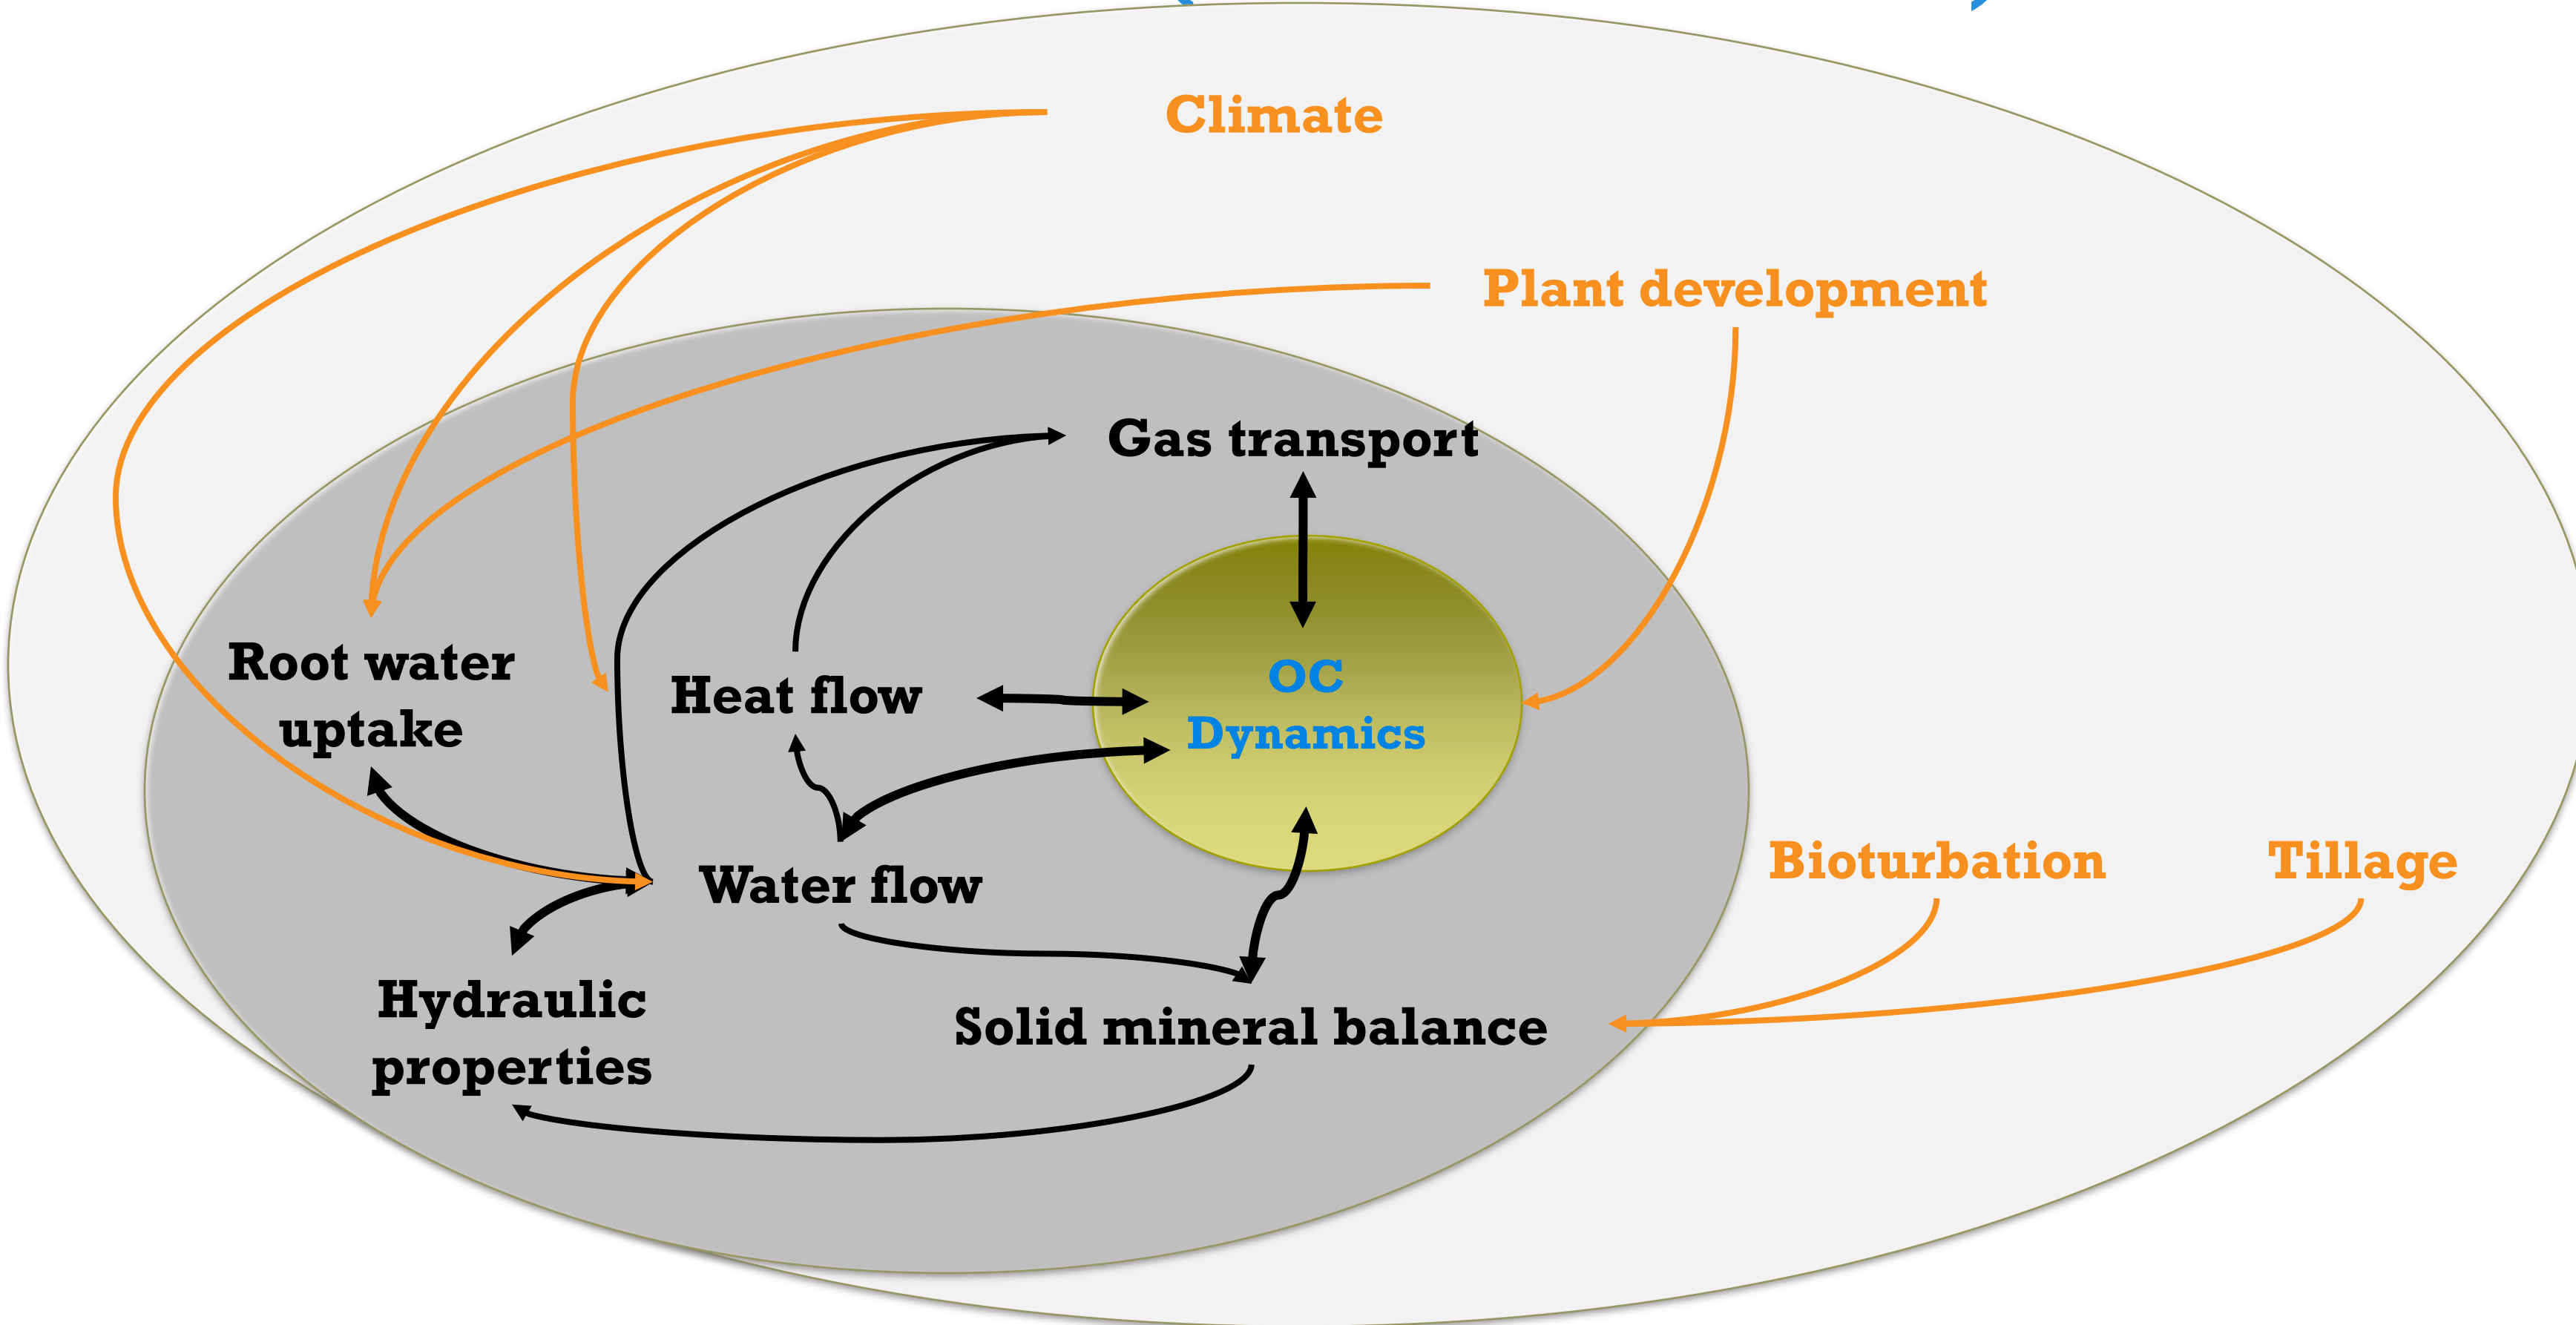 Climate
Plant development
Gas transport
Root water
uptake
Heat flow
OC
Dynamics
Water flow
Bioturbation
Tillage
Hydraulic
properties
Solid mineral balance